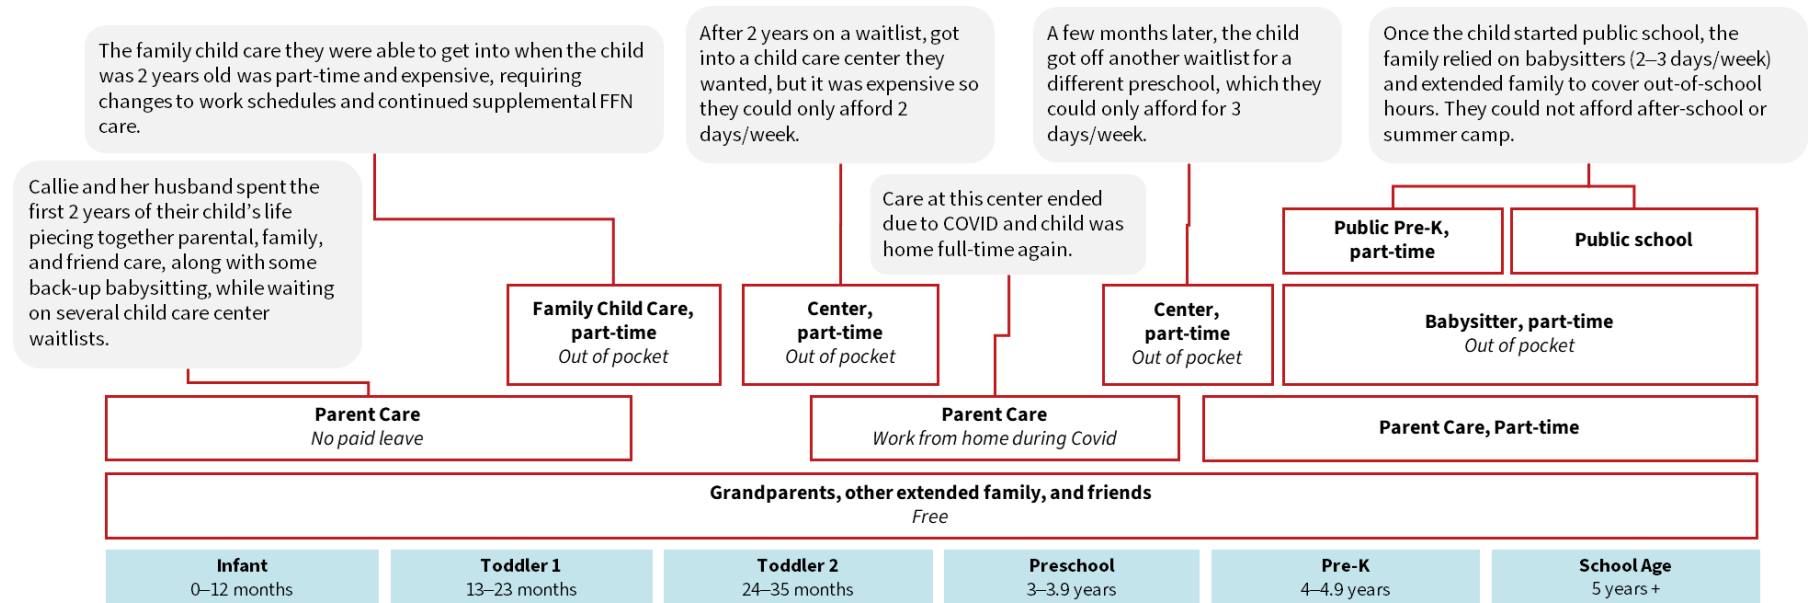 The family child care they were able to get into when the child
was 2 years old was part-time and expensive, requiring
changes to work schedules and continued supplemental FFN
care.
After 2 years on a waitlist, got
into a child care center they
wanted, but it was expensive so
they could only afford 2
days/week.
A few months later, the child
got off another waitlist for a
different preschool, which they
could only afford for 3
days/week.
Once the child started public school, the
family relied on babysitters (2–3 days/week)
and extended family to cover out-of-school
hours. They could not afford after-school or
summer camp.
Callie and her husband spent the
first 2 years of their child’s life
piecing together parental, family,
and friend care, along with some
back-up babysitting, while waiting
on several child care center
waitlists.
Care at this center ended
due to COVID and child was
home full-time again.
Public Pre-K,
part-time
Public school
Family Child Care,
part-time
Out of pocket
Center,
part-time
Out of pocket
Center,
part-time
Out of pocket
Babysitter, part-time
Out of pocket
Parent Care
No paid leave
Parent Care
Work from home during Covid
Parent Care, Part-time
Grandparents, other extended family, and friends
Free
Infant
0–12 months
Toddler 1
13–23 months
Toddler 2
24–35 months
Preschool
3–3.9 years
Pre-K
4–4.9 years
School Age
5 years +